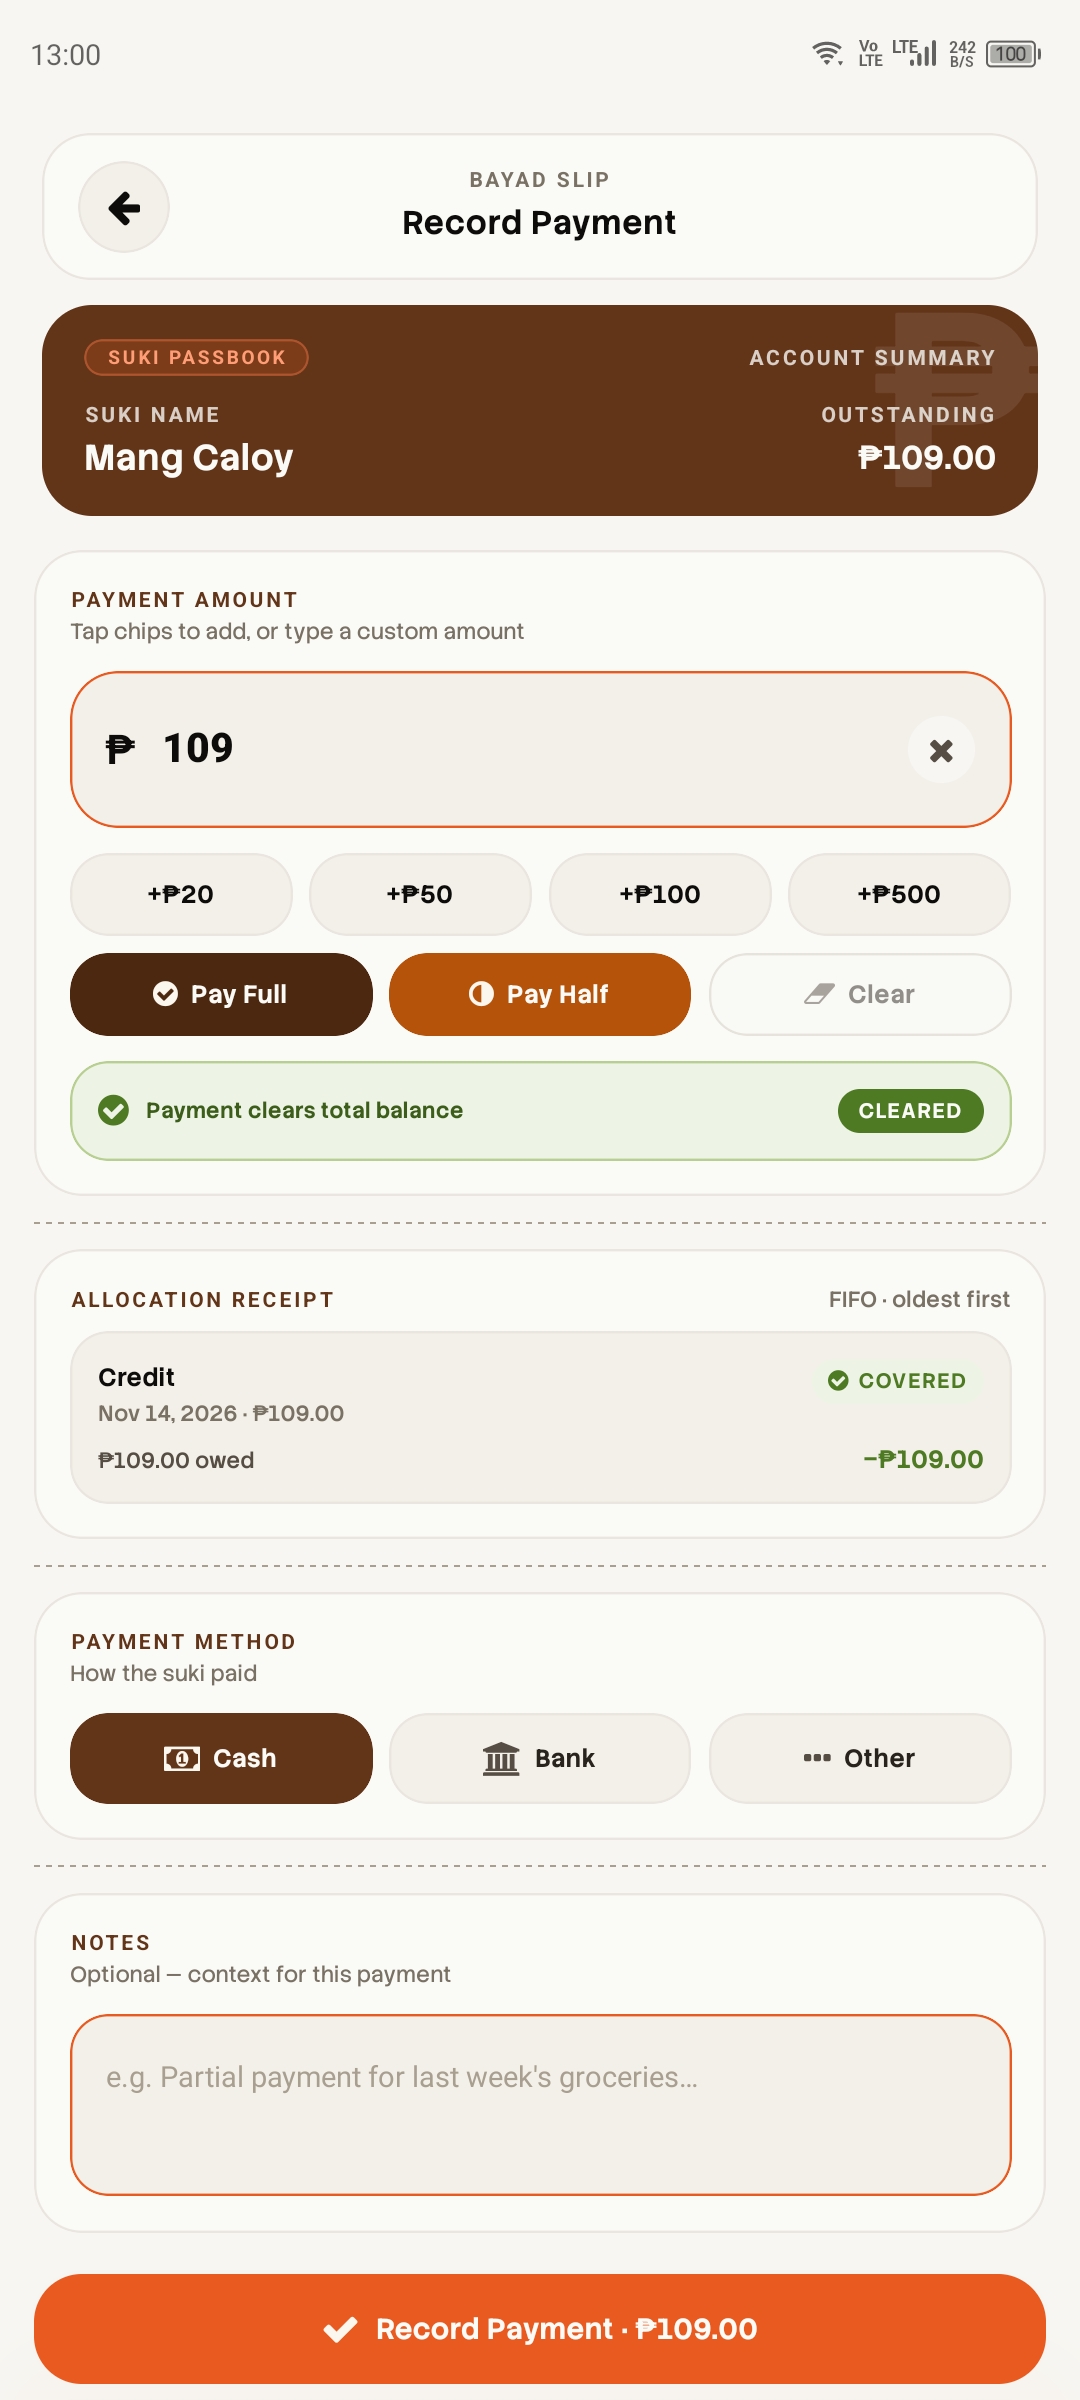 13:00
Vo LTE LTE 242 B/S 100
BAYAD SLIP
Record Payment
SUKI PASSBOOK
ACCOUNT SUMMARY
SUKI NAME
OUTSTANDING
Mang Caloy
₱109.00
PAYMENT AMOUNT
Tap chips to add, or type a custom amount
₱ 109
+₱20
+₱50
+₱100
+₱500
Pay Full
Pay Half
Clear
Payment clears total balance
CLEARED
ALLOCATION RECEIPT
FIFO · oldest first
Credit
COVERED
Nov 14, 2026 · ₱109.00
₱109.00 owed
−₱109.00
PAYMENT METHOD
How the suki paid
Cash
Bank
Other
NOTES
Optional — context for this payment
e.g. Partial payment for last week's groceries...
Record Payment · ₱109.00